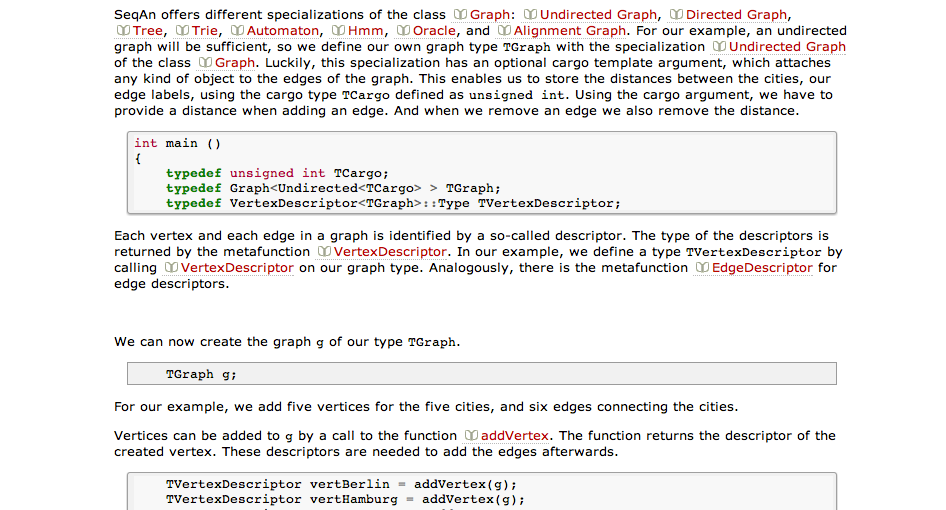 SeqAn offers different specializations of the class Graph: Undirected Graph, Directed Graph,
Tree, Trie, Automaton, Hmm, Oracle, and Alignment Graph. For our example, an undirected
graph will be sufficient, so we define our own graph type TGraph with the specialization Undirected Graph
of the class Graph. Luckily, this specialization has an optional cargo template argument, which attaches
any kind of object to the edges of the graph. This enables us to store the distances between the cities, our
edge labels, using the cargo type TCargo defined as unsigned int. Using the cargo argument, we have to
provide a distance when adding an edge. And when we remove an edge we also remove the distance.
int main ()
{
    typedef unsigned int TCargo;
    typedef Graph<Undirected<TCargo> > TGraph;
    typedef VertexDescriptor<TGraph>::Type TVertexDescriptor;
Each vertex and each edge in a graph is identified by a so-called descriptor. The type of the descriptors is
returned by the metafunction VertexDescriptor. In our example, we define a type TVertexDescriptor by
calling VertexDescriptor on our graph type. Analogously, there is the metafunction EdgeDescriptor for
edge descriptors.
We can now create the graph g of our type TGraph.
    TGraph g;
For our example, we add five vertices for the five cities, and six edges connecting the cities.
Vertices can be added to g by a call to the function addVertex. The function returns the descriptor of the
created vertex. These descriptors are needed to add the edges afterwards.
    TVertexDescriptor vertBerlin = addVertex(g);
    TVertexDescriptor vertHamburg = addVertex(g);